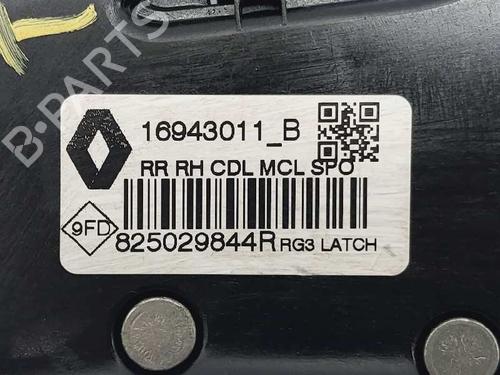 B-PARTS
16943011_B
RR RH CDL MCL SPO
9FD
825029844R RG3 LATCH